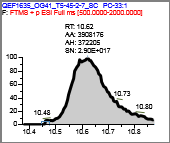 QEF1635_OG41_TS-45-2-7_SC PC-33:1
F: FTMS + p ESI Full ms [500.0000-2000.0000]
RT: 10.62
AA: 3908176
AH: 372205
SN: 2.90E+017
100
80
60
40
20
0
10.48
10.73
10.80
10.4 10.5 10.6 10.7 10.8